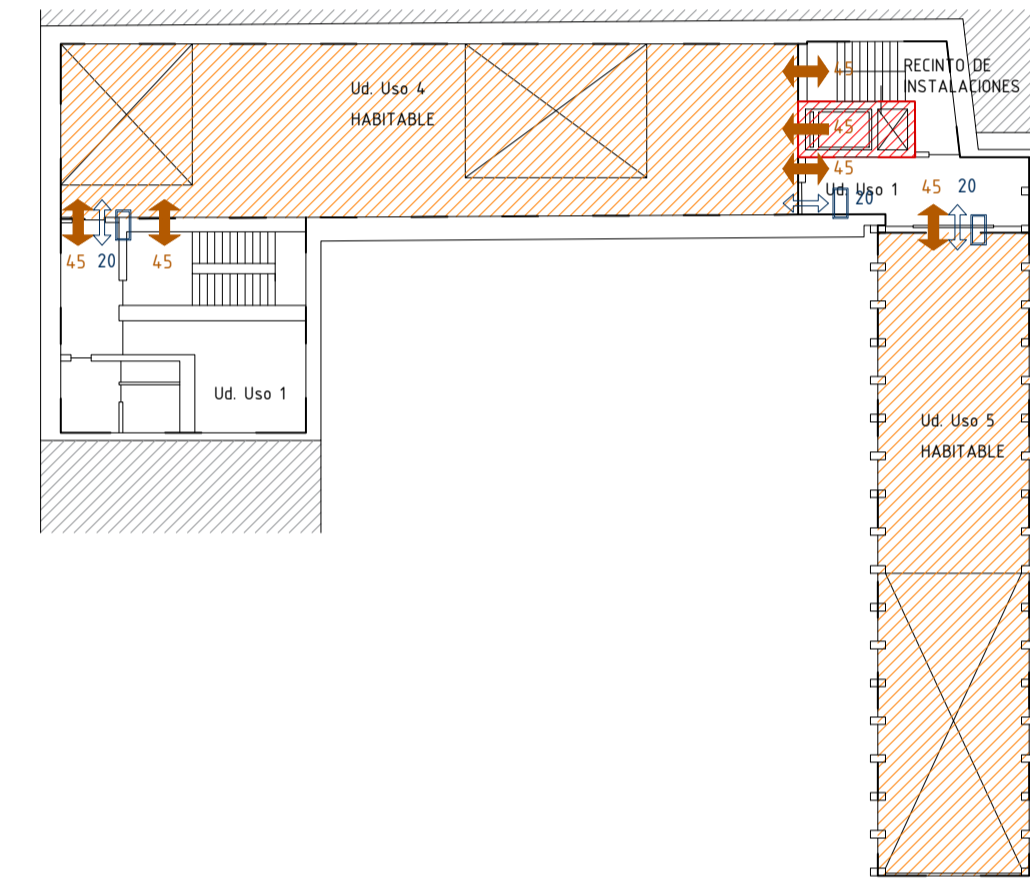 Ud. Uso 4
HABITABLE
45
RECINTO DE
INSTALACIONES
45
45
Ud. Uso 1
20
45 20
45 20 45
Ud. Uso 1
Ud. Uso 5
HABITABLE